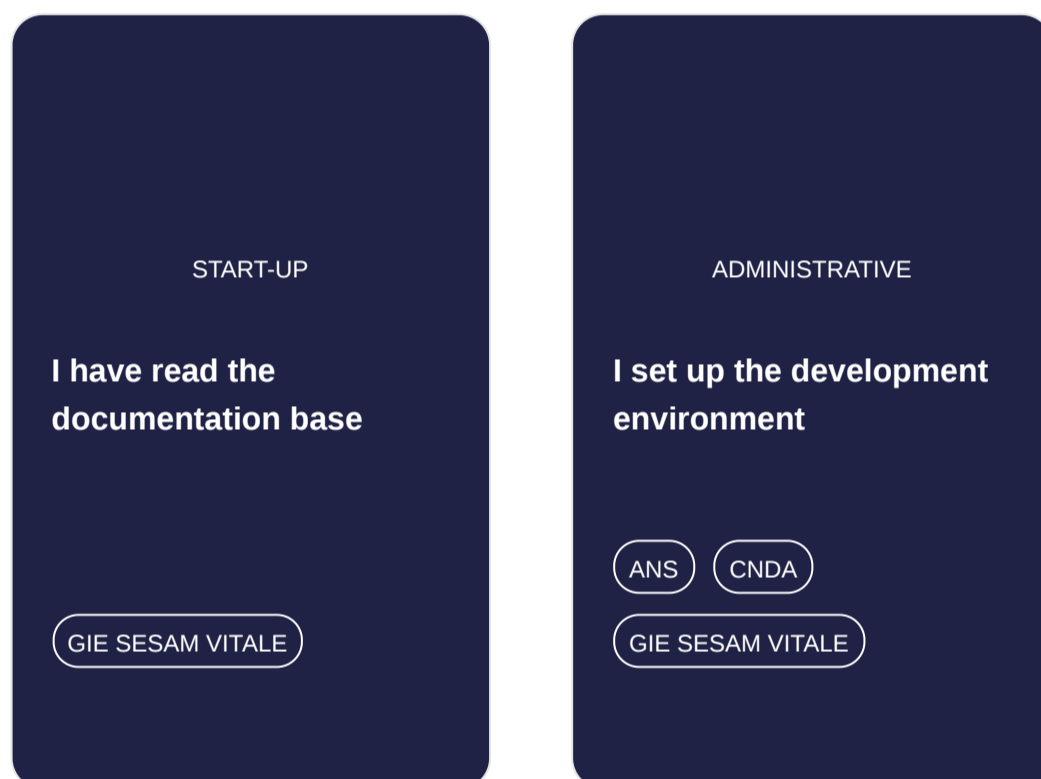 START-UP
I have read the
documentation base
GIE SESAM VITALE
ADMINISTRATIVE
I set up the development
environment
ANS CNDA
GIE SESAM VITALE